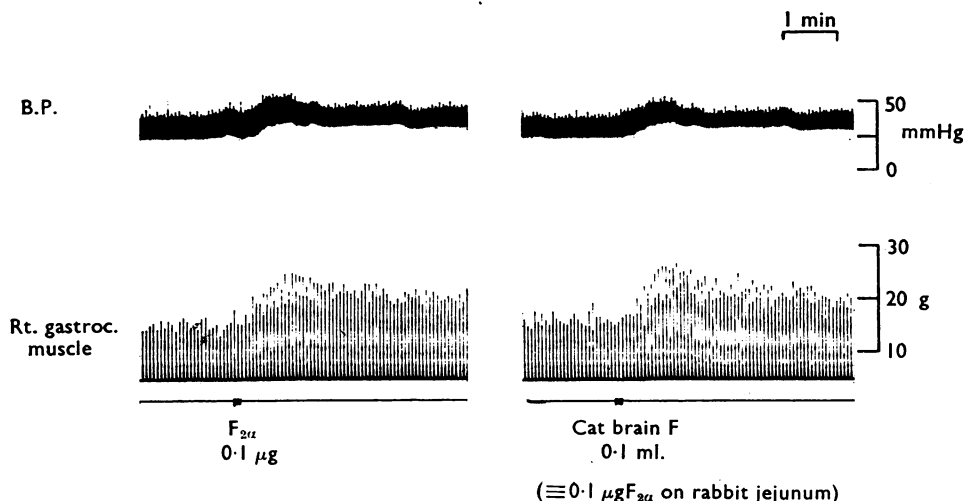 1 min
B.P.
50
mmHg
0
30
20 g
10
Rt. gastroc.
muscle
F2α
0·1 μg
Cat brain F
0·1 ml.
(≡0·1 μgF2α on rabbit jejunum)